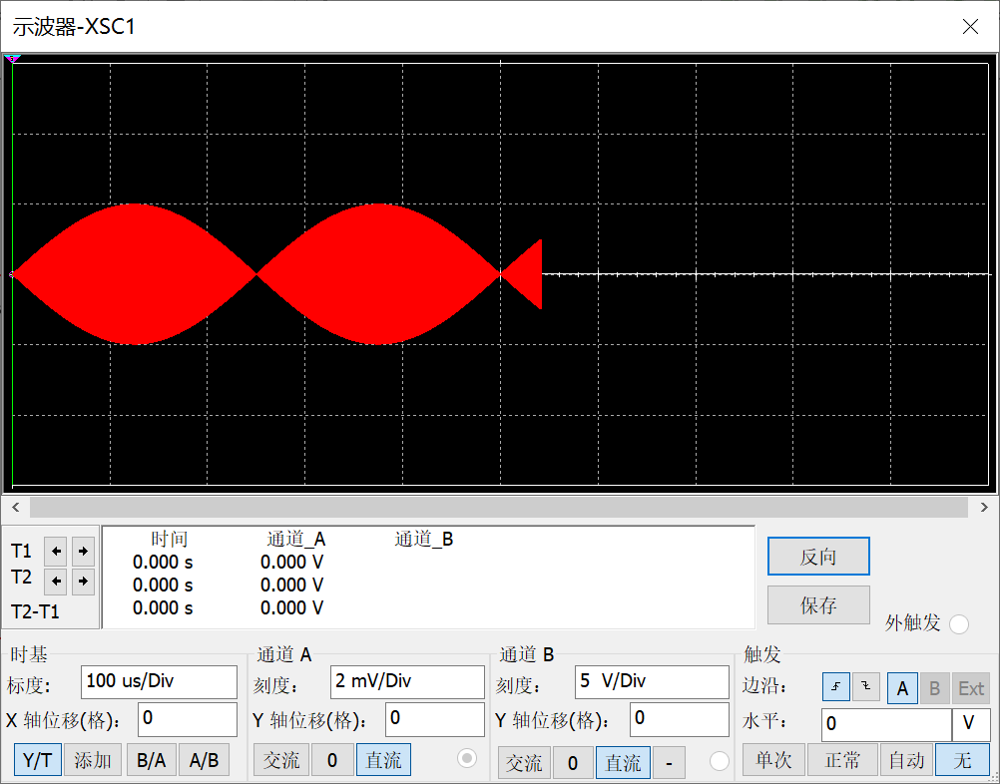 示波器-XSC1
时间 通道_A 通道_B
T1 0.000 s 0.000 V
T2 0.000 s 0.000 V
T2-T1 0.000 s 0.000 V
反向
保存
外触发
时基
标度: 100 us/Div
X 轴位移(格): 0
Y/T 添加 B/A A/B
通道 A
刻度: 2 mV/Div
Y 轴位移(格): 0
交流 0 直流
通道 B
刻度: 5 V/Div
Y 轴位移(格): 0
交流 0 直流 -
触发
边沿: A B Ext
水平: 0 V
单次 正常 自动 无